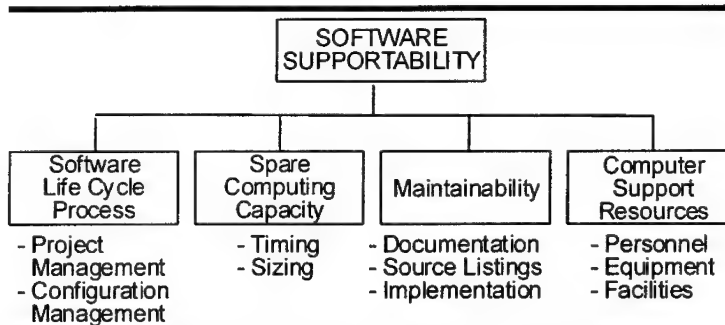 SOFTWARE
SUPPORTABILITY
Software
Life Cycle
Process
- Project
Management
- Configuration
Management
Spare
Computing
Capacity
- Timing
- Sizing
Maintainability
- Documentation
- Source Listings
- Implementation
Computer
Support
Resources
- Personnel
- Equipment
- Facilities